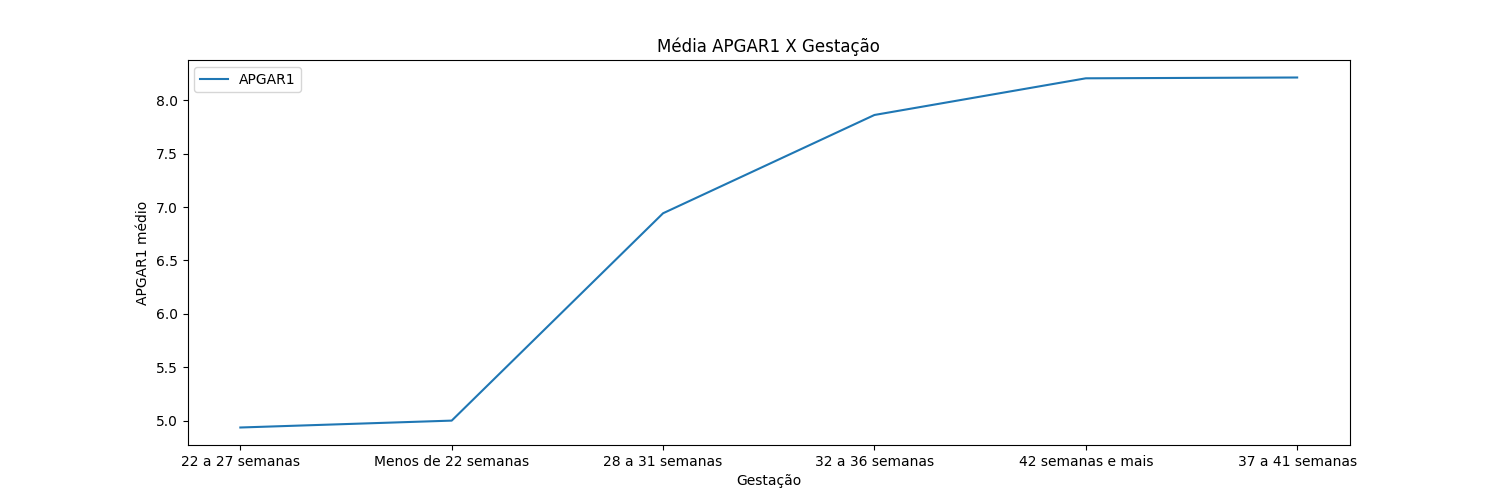 Média APGAR1 X Gestação
APGAR1
8.0
7.5
7.0
6.5
6.0
5.5
5.0
APGAR1 médio
22 a 27 semanas
Menos de 22 semanas
28 a 31 semanas
32 a 36 semanas
42 semanas e mais
37 a 41 semanas
Gestação